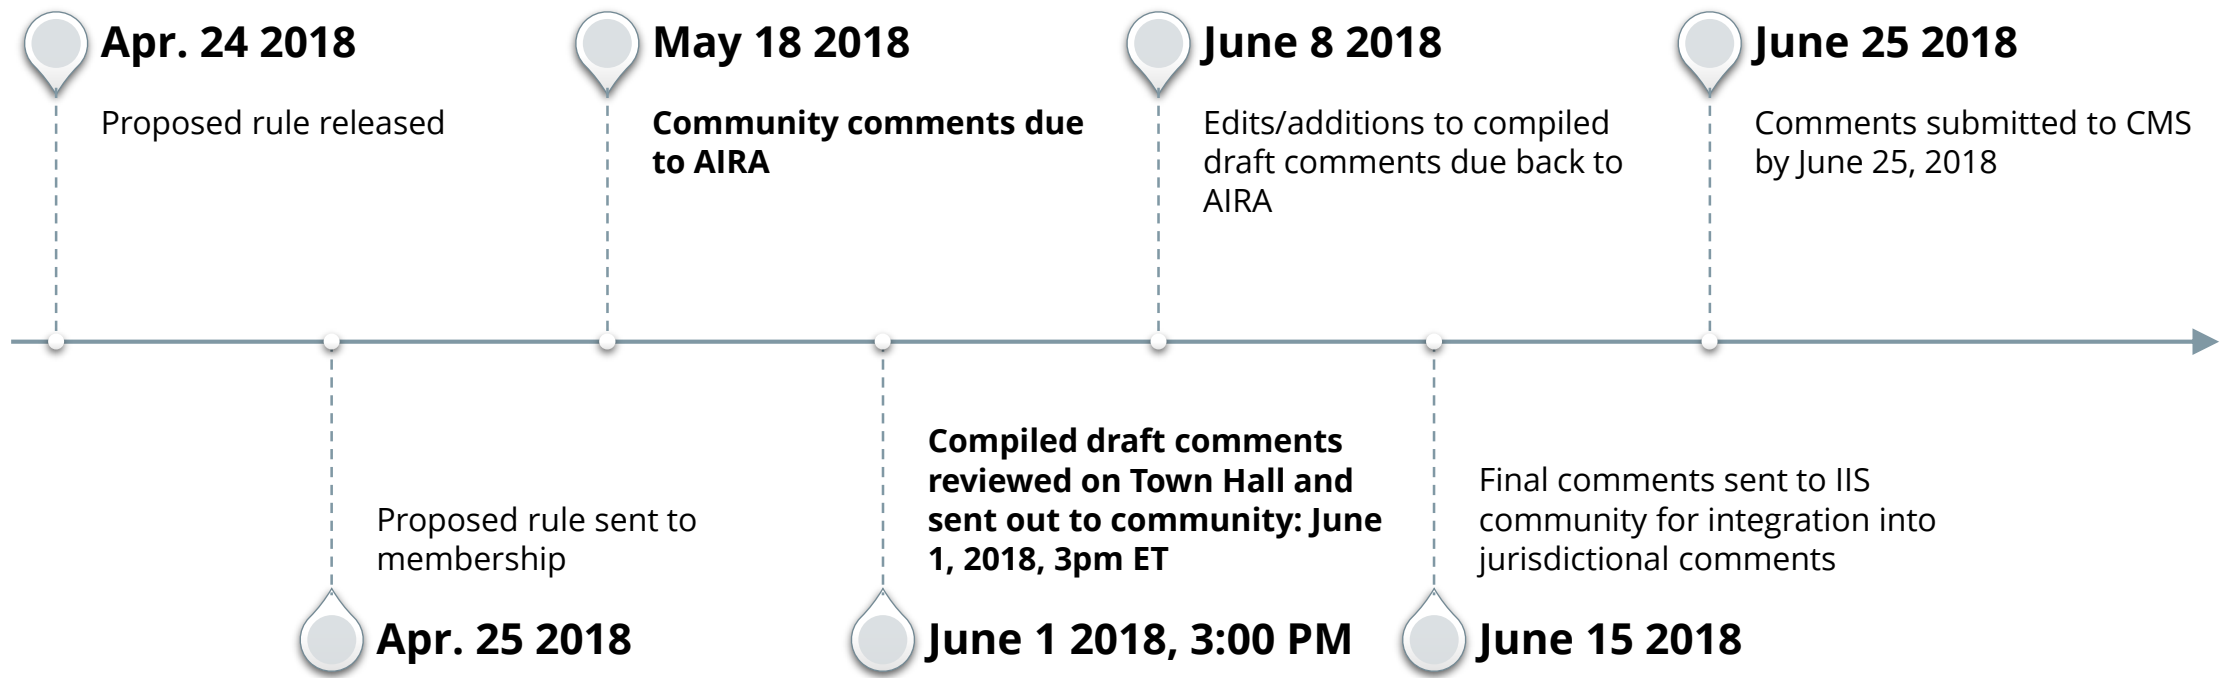 Apr. 24 2018
Proposed rule released
May 18 2018
Community comments due
to AIRA
June 8 2018
Edits/additions to compiled
draft comments due back to
AIRA
June 25 2018
Comments submitted to CMS
by June 25, 2018
Proposed rule sent to
membership
Apr. 25 2018
Compiled draft comments
reviewed on Town Hall and
sent out to community: June
1, 2018, 3pm ET
June 1 2018, 3:00 PM
Final comments sent to IIS
community for integration into
jurisdictional comments
June 15 2018